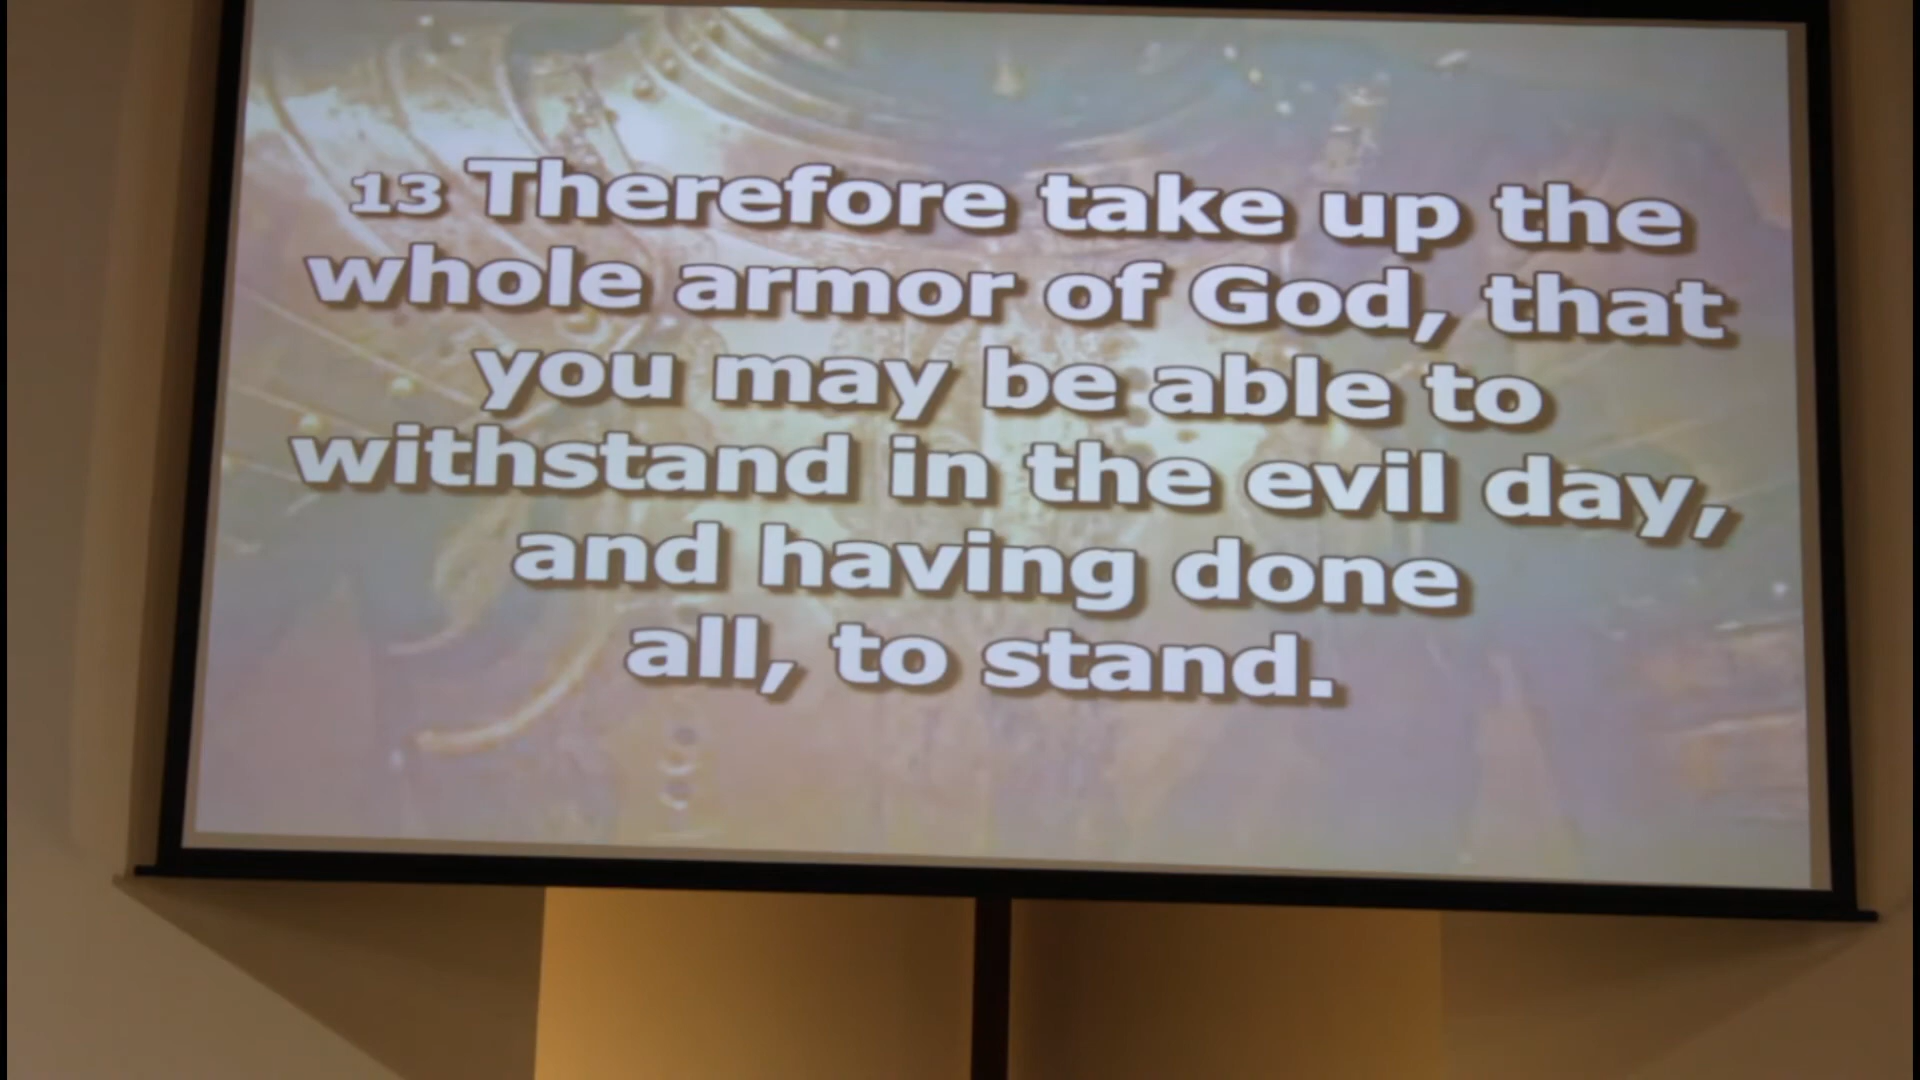 13 Therefore take up the
whole armor of God, that
you may be able to
withstand in the evil day,
and having done
all, to stand.